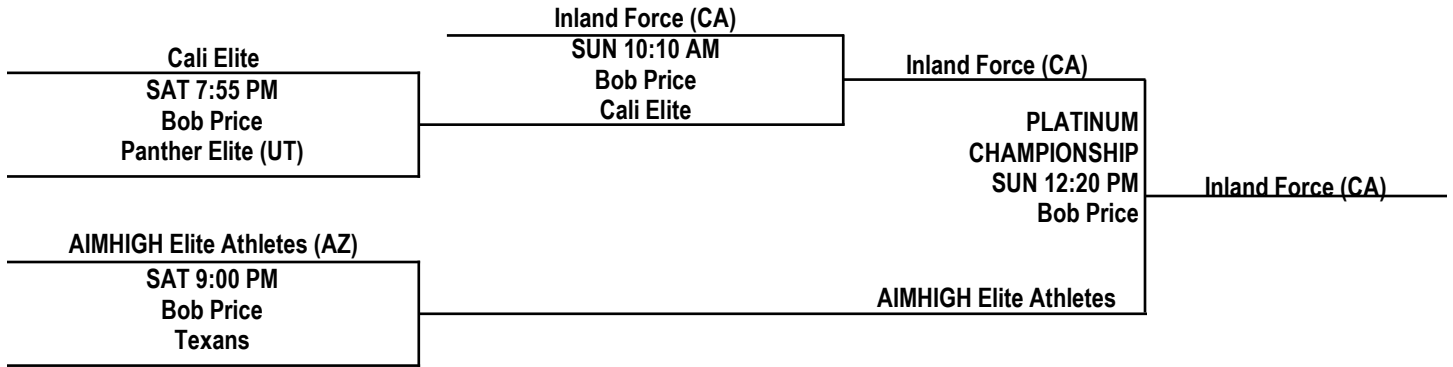 Inland Force (CA)
Cali Elite
SAT 7:55 PM
Bob Price
Panther Elite (UT)
SUN 10:10 AM
Bob Price
Cali Elite
Inland Force (CA)
PLATINUM
CHAMPIONSHIP
SUN 12:20 PM
Bob Price
Inland Force (CA)
AIMHIGH Elite Athletes (AZ)
SAT 9:00 PM
Bob Price
Texans
AIMHIGH Elite Athletes